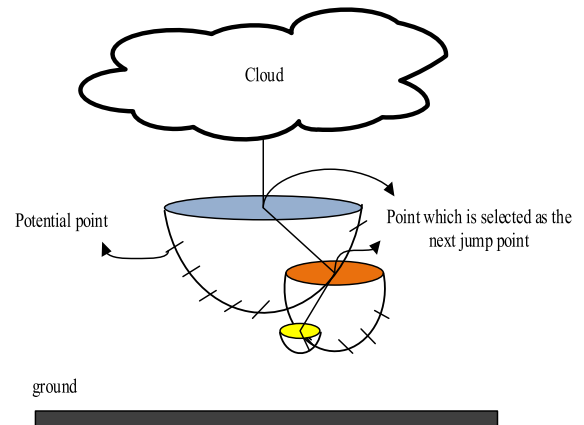 Cloud
Potential point
Point which is selected as the
next jump point
ground